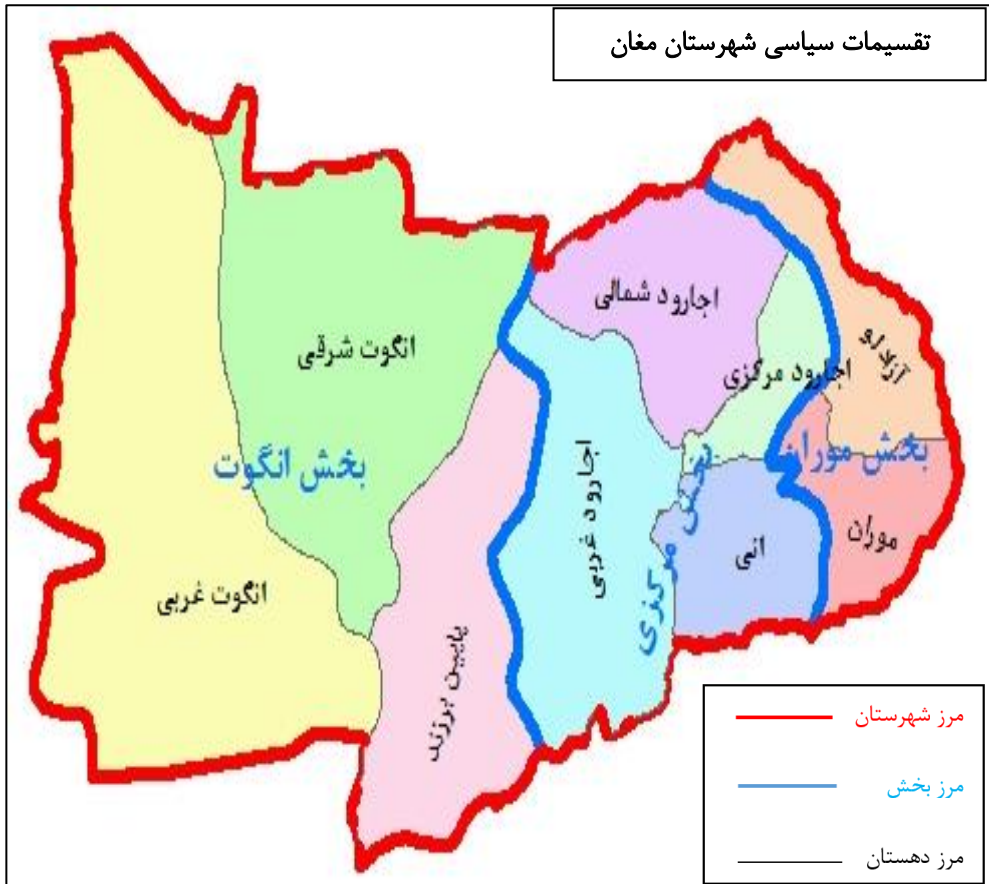 تقسیمات سیاسی شهرستان مغان
اجارود شمالی
آزادلو
انگوت شرقی
اجارود مرکزی
بخش موران
بخش انگوت
اجارود غربی
بخش مرکزی
انی
موران
انگوت غربی
پایین برزند
مرز شهرستان
مرز بخش
مرز دهستان